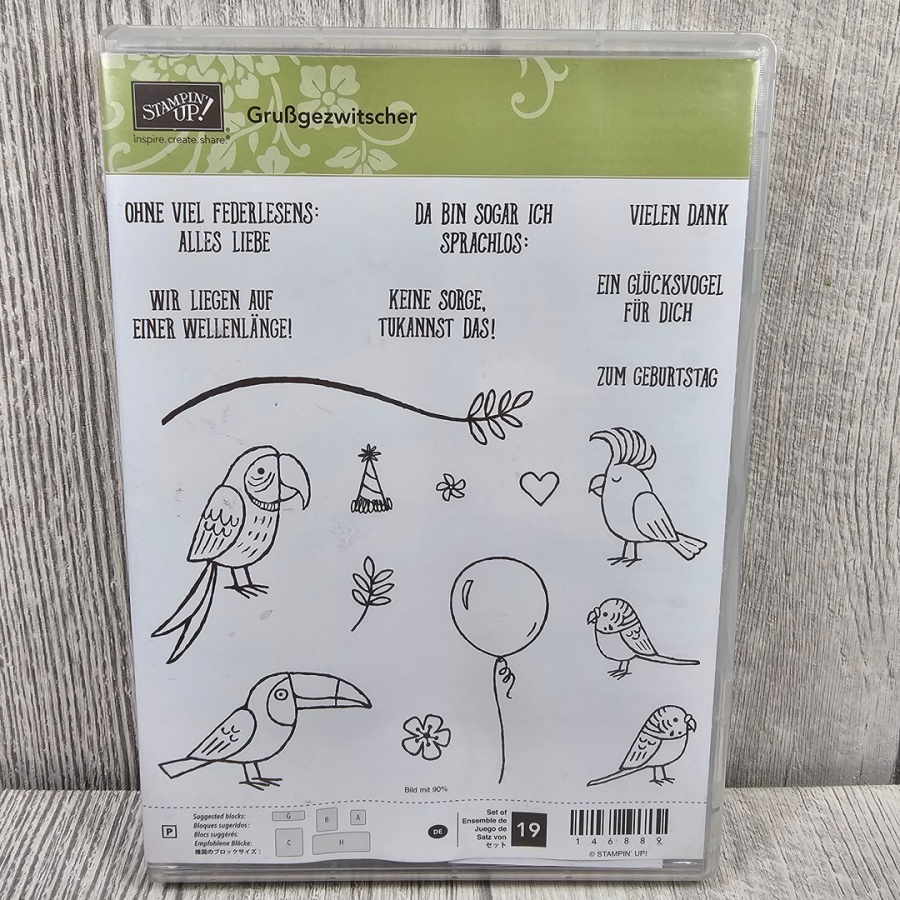 STAMPIN' UP!®
inspire. create. share.®
Grußgezwitscher
OHNE VIEL FEDERLESENS:
ALLES LIEBE
DA BIN SOGAR ICH
SPRACHLOS:
VIELEN DANK
WIR LIEGEN AUF
EINER WELLENLÄNGE!
KEINE SORGE,
TUKANNST DAS!
EIN GLÜCKSVOGEL
FÜR DICH
ZUM GEBURTSTAG
Bild mit 90%
P
Suggested blocks:
Bloques sugeridos:
Blocs suggérés:
Empfohlene Blöcke:
推奨のブロックサイズ:
G
B
A
C
H
DE
Set of
Ensemble de
Juego de
Satz von
セット
19
146889
© STAMPIN' UP!